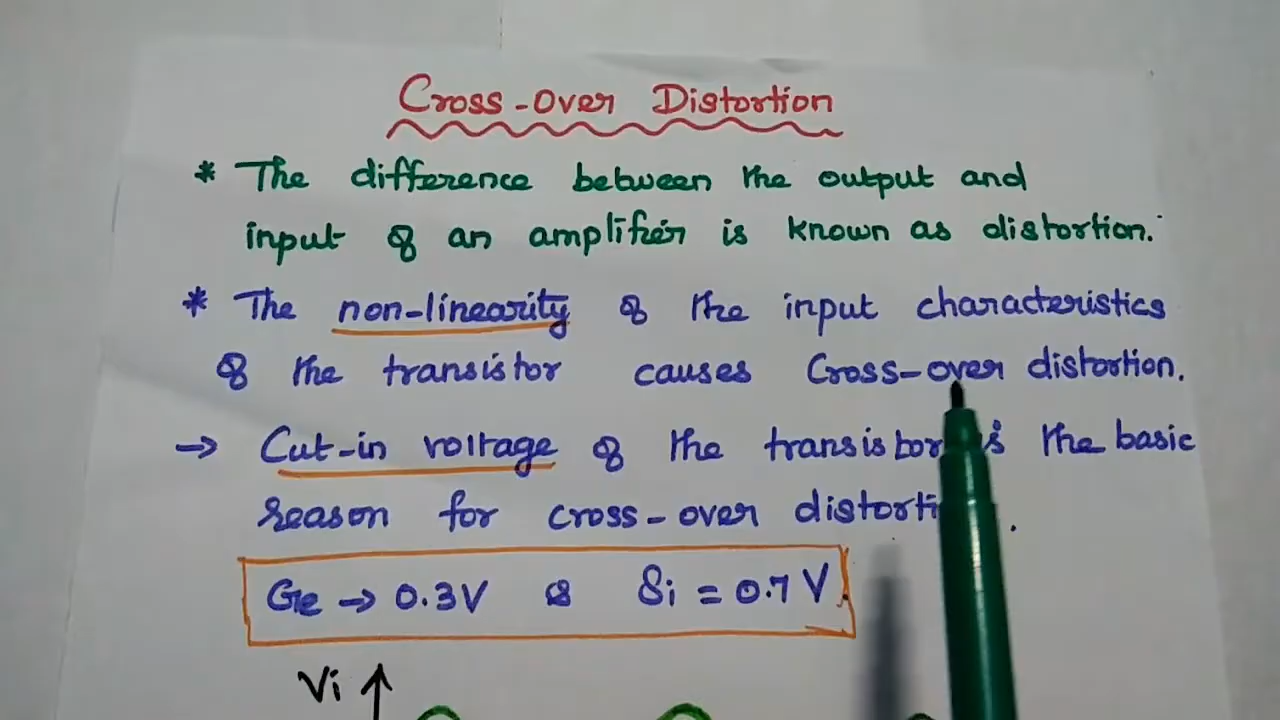 Cross-Over Distortion
* The difference between the output and
input of an amplifier is known as distortion.
* The non-linearity of the input characteristics
of the transistor causes Cross-over distortion.
→ Cut-in voltage of the transistor is the basic
reason for cross-over distorti .
Ge → 0.3V & Si = 0.7V.
Vi ↑